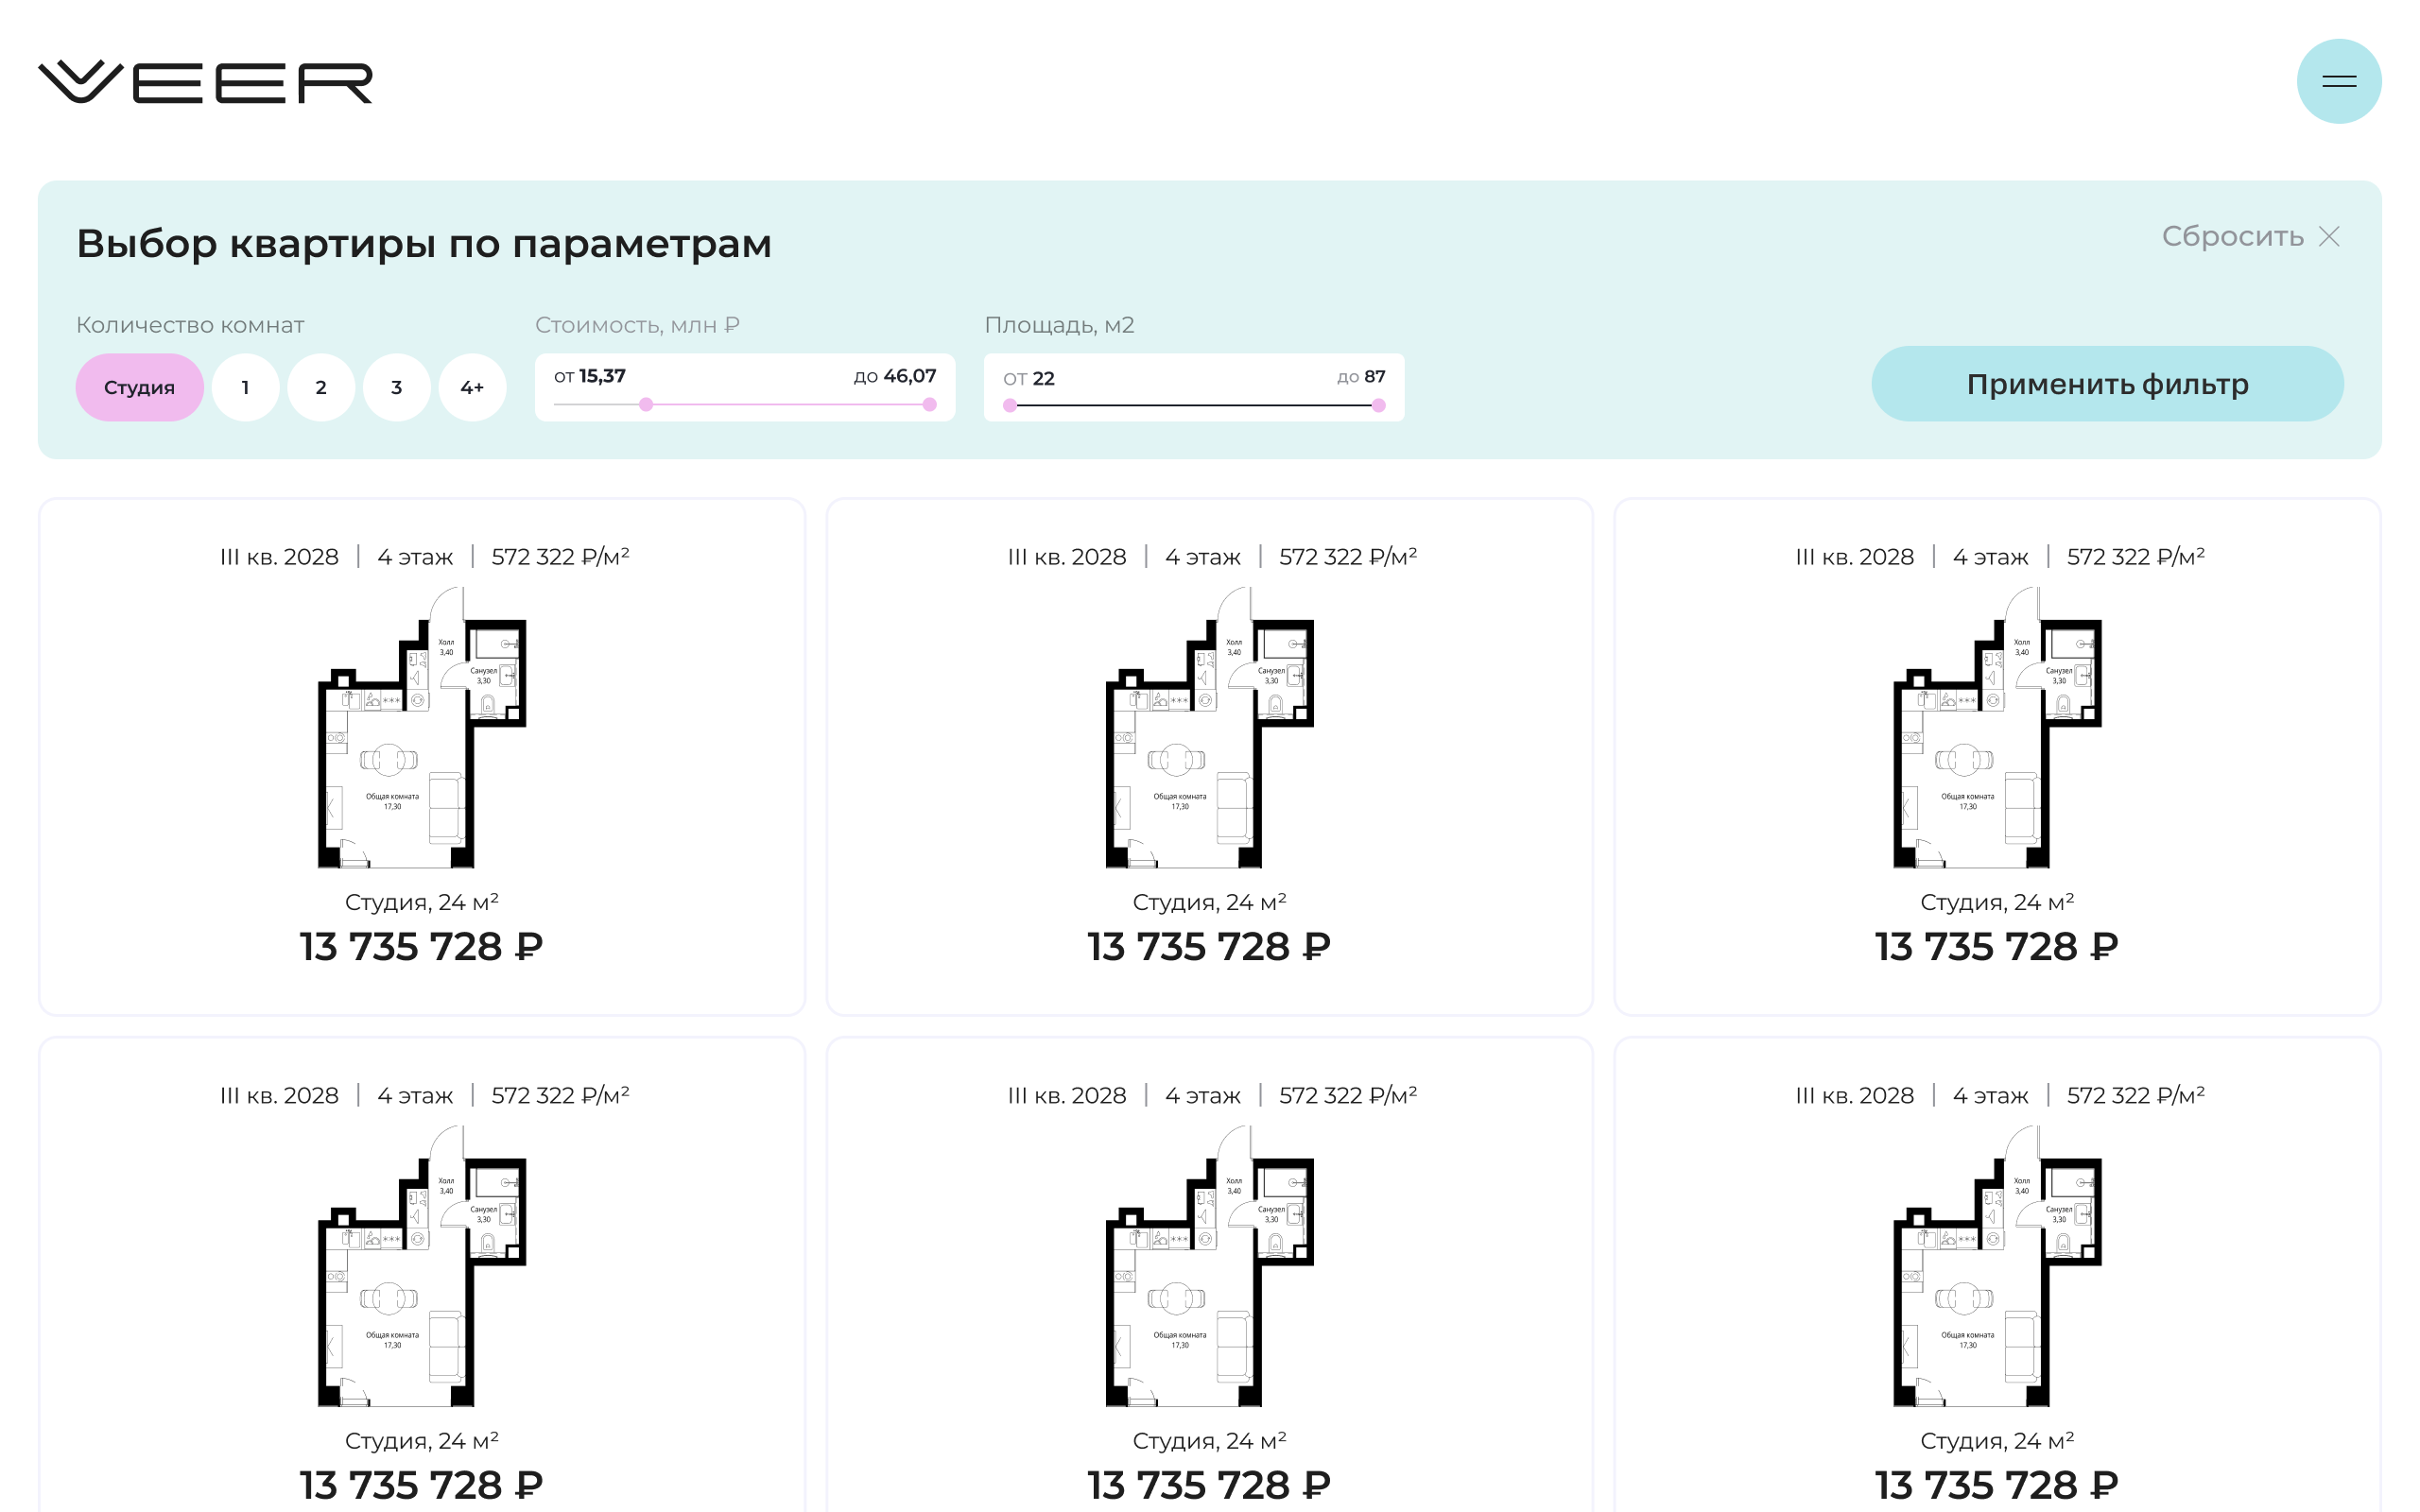 VEER
Выбор квартиры по параметрам
Сбросить
Количество комнат
Стоимость, млн ₽
Площадь, м2
Студия 1 2 3 4+
от 15,37 до 46,07
от 22 до 87
Применить фильтр
III кв. 2028 | 4 этаж | 572 322 ₽/м²
Холл
3,40
Санузел
3,30
Общая комната
17,30
Студия, 24 м²
13 735 728 ₽
III кв. 2028 | 4 этаж | 572 322 ₽/м²
Холл
3,40
Санузел
3,30
Общая комната
17,30
Студия, 24 м²
13 735 728 ₽
III кв. 2028 | 4 этаж | 572 322 ₽/м²
Холл
3,40
Санузел
3,30
Общая комната
17,30
Студия, 24 м²
13 735 728 ₽
III кв. 2028 | 4 этаж | 572 322 ₽/м²
Холл
3,40
Санузел
3,30
Общая комната
17,30
Студия, 24 м²
13 735 728 ₽
III кв. 2028 | 4 этаж | 572 322 ₽/м²
Холл
3,40
Санузел
3,30
Общая комната
17,30
Студия, 24 м²
13 735 728 ₽
III кв. 2028 | 4 этаж | 572 322 ₽/м²
Холл
3,40
Санузел
3,30
Общая комната
17,30
Студия, 24 м²
13 735 728 ₽